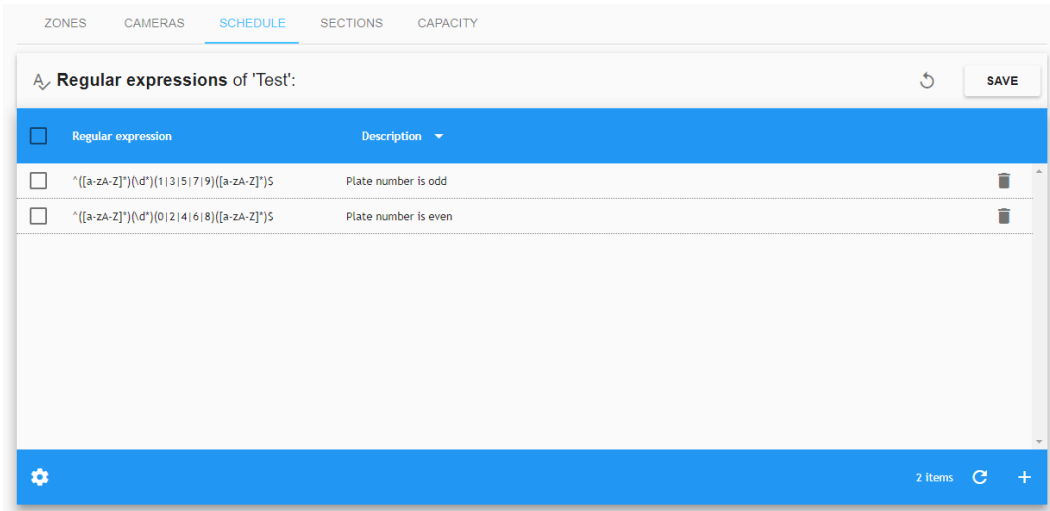 ZONES CAMERAS SCHEDULE SECTIONS CAPACITY
Regular expressions of 'Test':
SAVE
Regular expression Description
^([a-zA-Z]*)(\d*)(1|3|5|7|9)([a-zA-Z]*)$ Plate number is odd
^([a-zA-Z]*)(\d*)(0|2|4|6|8)([a-zA-Z]*)$ Plate number is even
2 items